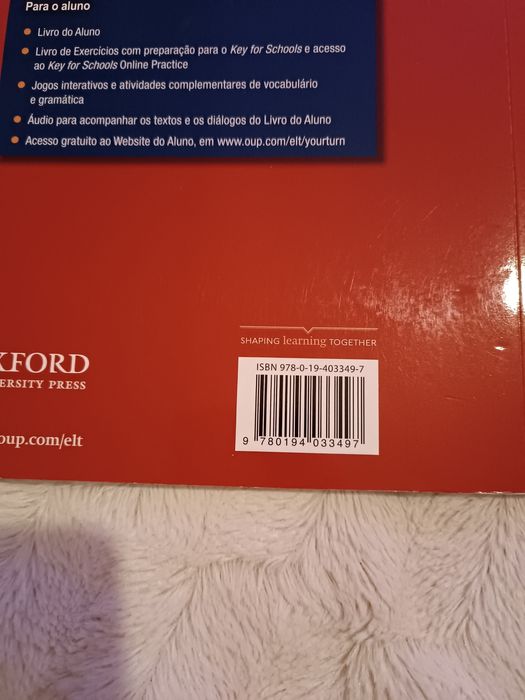 Para o aluno
Livro do Aluno
Livro de Exercícios com preparação para o Key for Schools e acesso
ao Key for Schools Online Practice
Jogos interativos e atividades complementares de vocabulário
e gramática
Áudio para acompanhar os textos e os diálogos do Livro do Aluno
Acesso gratuito ao Website do Aluno, em www.oup.com/elt/yourturn
SHAPING learning TOGETHER
ISBN 978-0-19-403349-7
9 780194 033497
XFORD
ERSITY PRESS
oup.com/elt